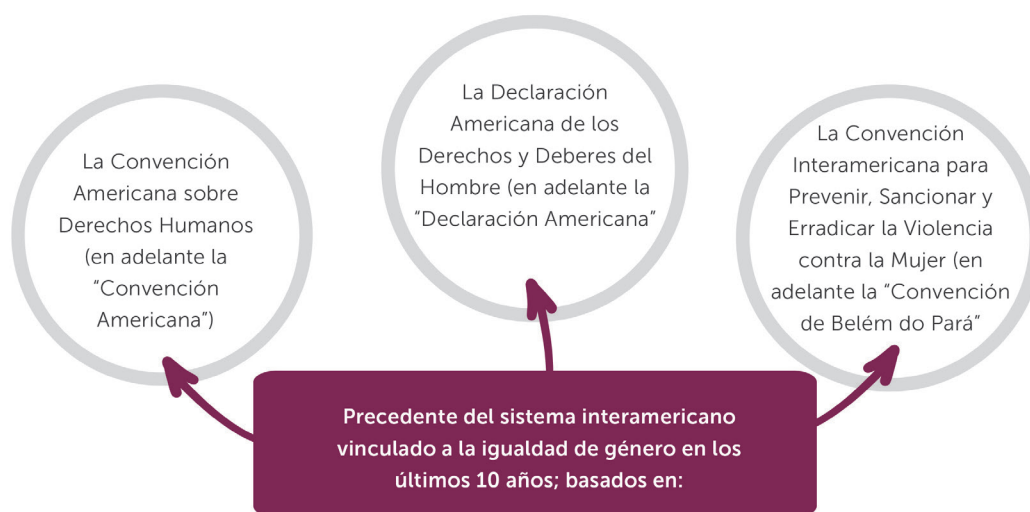 La Convención
Americana sobre
Derechos Humanos
(en adelante la
“Convención
Americana”)
La Declaración
Americana de los
Derechos y Deberes del
Hombre (en adelante la
“Declaración Americana”
La Convención
Interamericana para
Prevenir, Sancionar y
Erradicar la Violencia
contra la Mujer (en
adelante la “Convención
de Belém do Pará”
Precedente del sistema interamericano
vinculado a la igualdad de género en los
últimos 10 años; basados en: